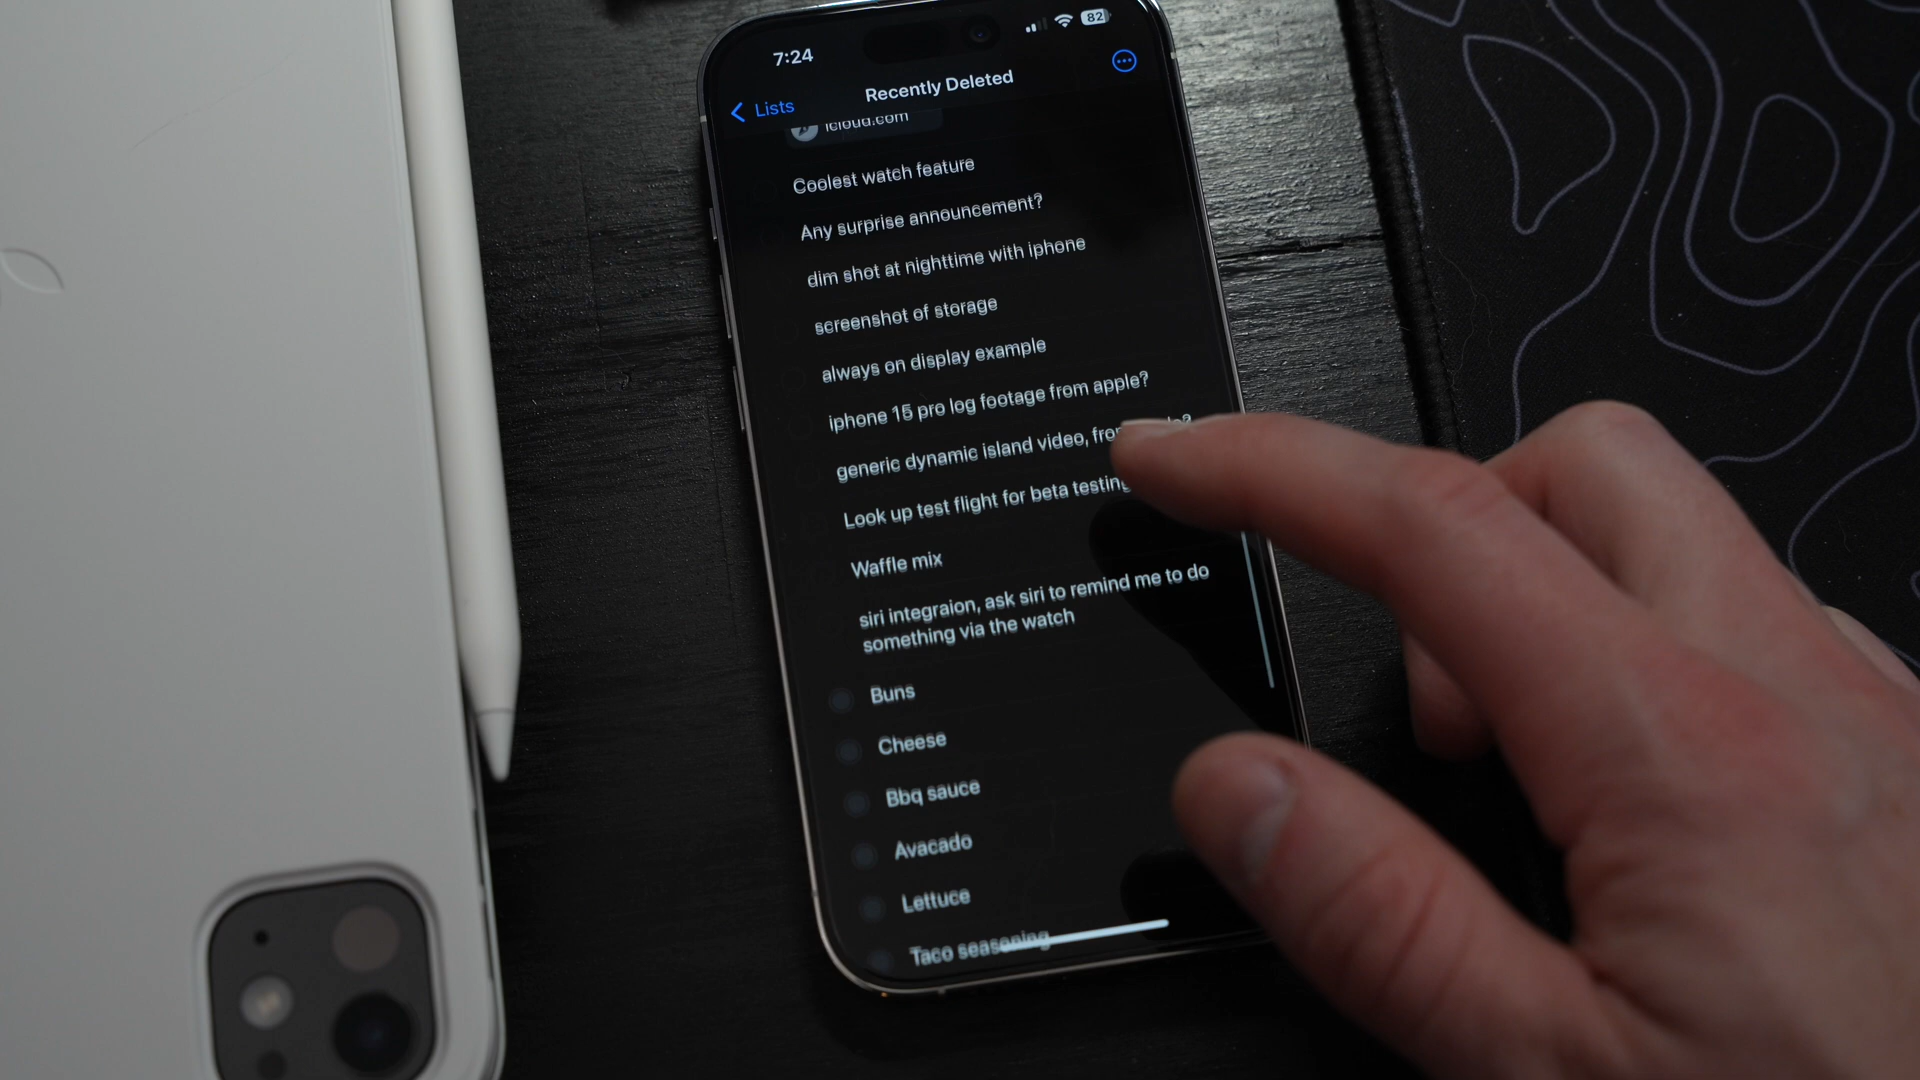 7:24
82
Lists
Recently Deleted
icloud.com
Coolest watch feature
Any surprise announcement?
dim shot at nighttime with iphone
screenshot of storage
always on display example
iphone 15 pro log footage from apple?
generic dynamic island video,
Look up test flight for beta testing
Waffle mix
siri integraion, ask siri to remind me to do
something via the watch
Buns
Cheese
Bbq sauce
Avacado
Lettuce
Taco seasoning